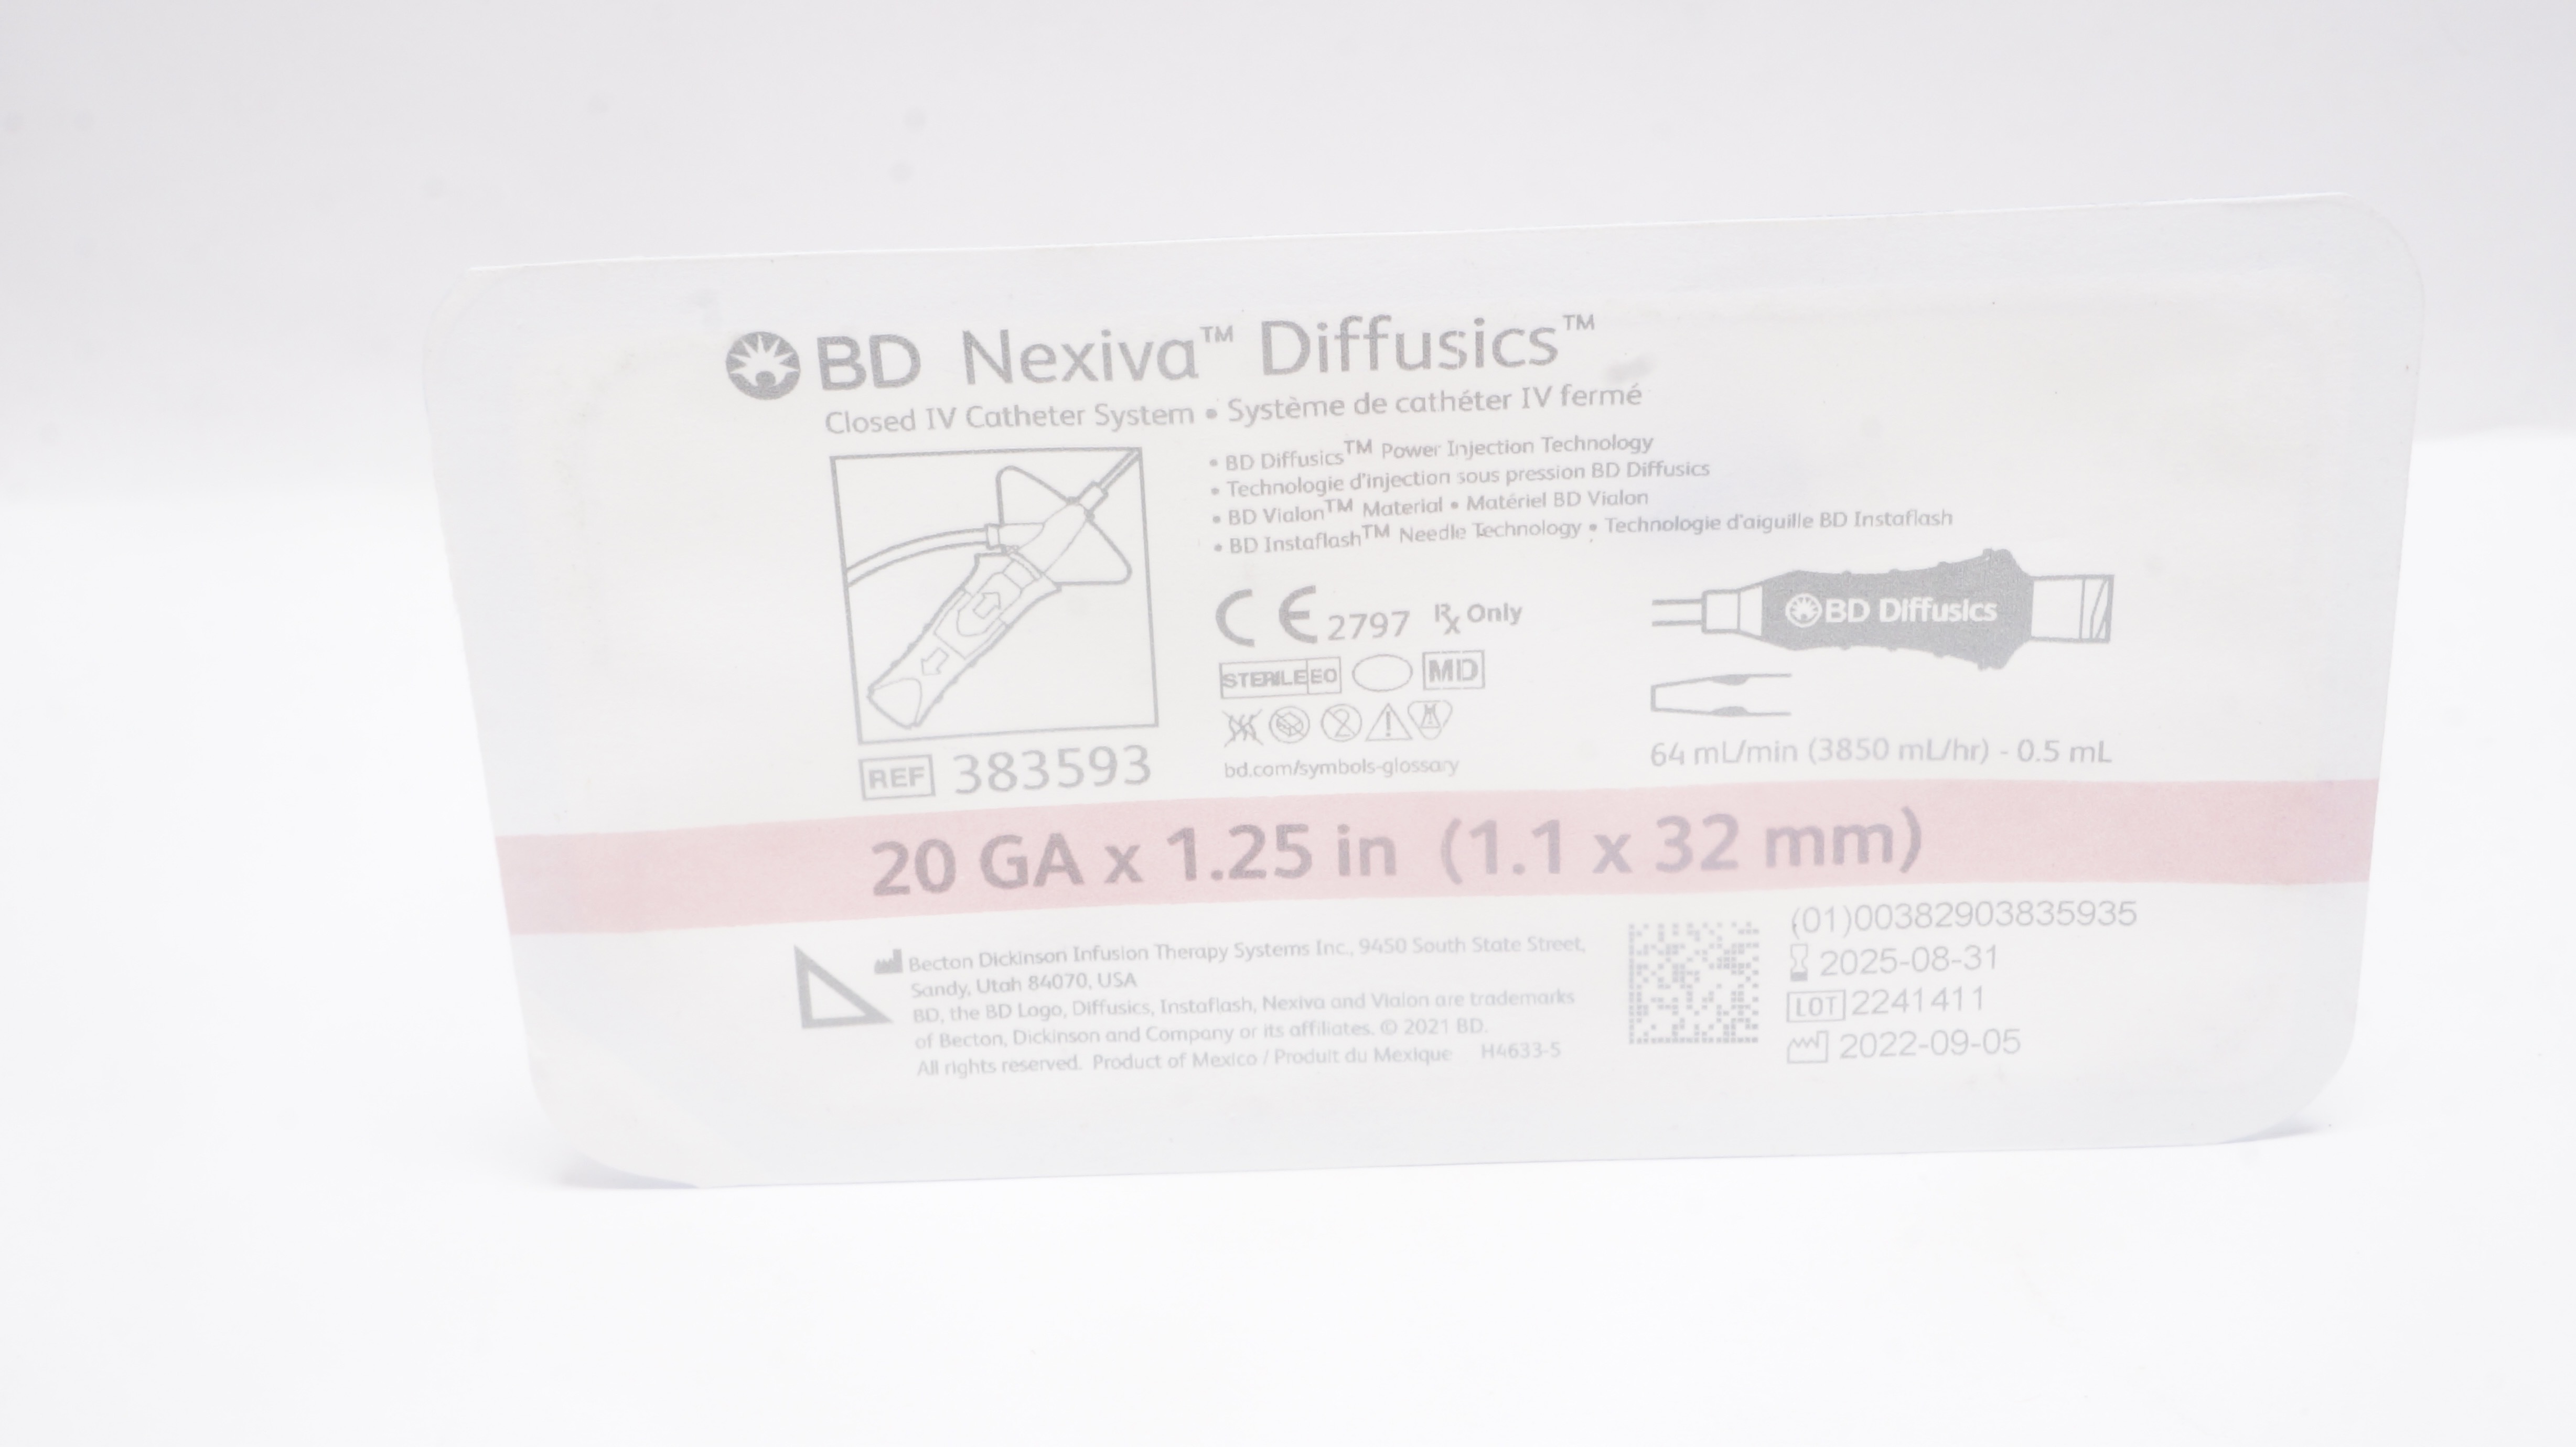 BD Nexiva™ Diffusics™
Closed IV Catheter System • Système de cathéter IV fermé
• BD Diffusics™ Power Injection Technology
• Technologie d'injection sous pression BD Diffusics
• BD Vialon™ Material • Matériel BD Vialon
• BD Instaflash™ Needle Technology • Technologie d'aiguille BD Instaflash
CE 2797 Rx Only
BD Diffusics
STERILE EO MD
64 mL/min (3850 mL/hr) - 0.5 mL
bd.com/symbols-glossary
REF 383593
20 GA x 1.25 in (1.1 x 32 mm)
Becton Dickinson Infusion Therapy Systems Inc., 9450 South State Street,
Sandy, Utah 84070, USA
BD, the BD Logo, Diffusics, Instaflash, Nexiva and Vialon are trademarks
of Becton, Dickinson and Company or its affiliates. © 2021 BD.
All rights reserved. Product of Mexico / Produit du Mexique H4633-5
(01)00382903835935
2025-08-31
LOT 2241411
2022-09-05